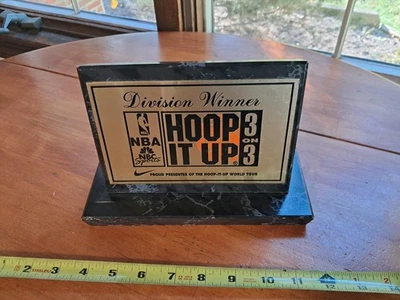 Division Winner
NBA
NBC
Sports
HOOP
IT UP
3
ON
3
PROUD PRESENTER OF THE HOOP-IT-UP WORLD TOUR
2 3 4 5 6 7 8 9 10 11 12